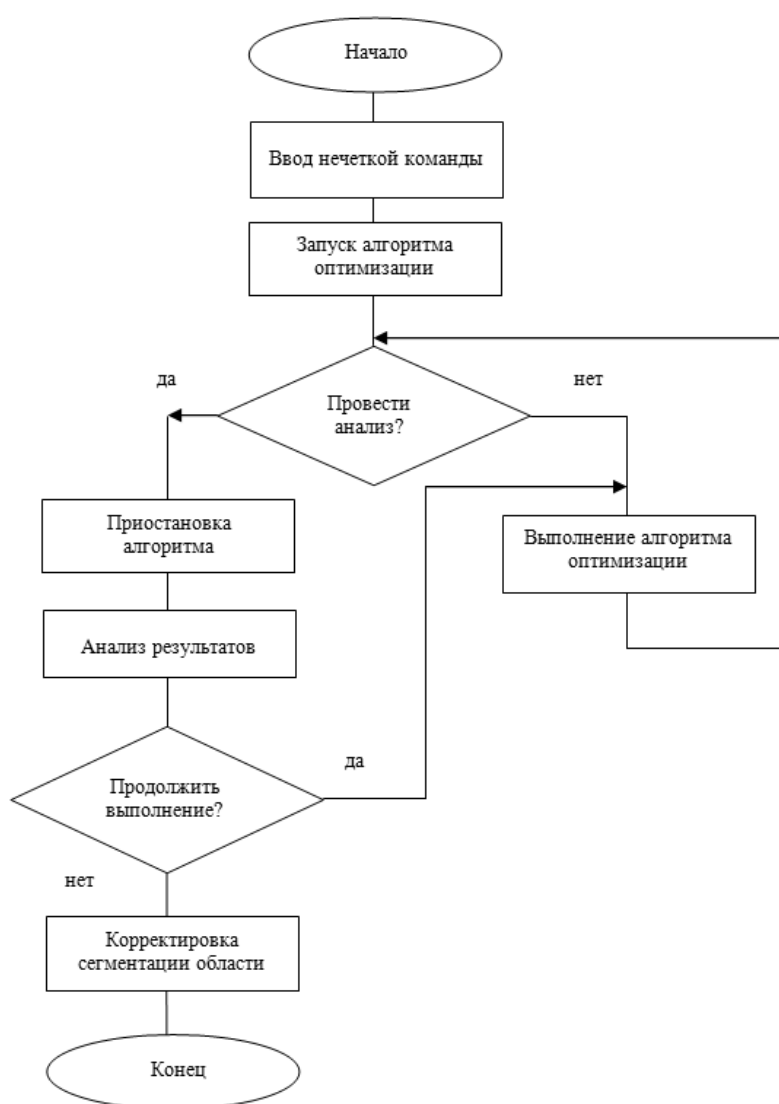 Начало
Ввод нечеткой команды
Запуск алгоритма
оптимизации
да
нет
Провести
анализ?
Приостановка
алгоритма
Выполнение алгоритма
оптимизации
Анализ результатов
да
Продолжить
выполнение?
нет
Корректировка
сегментации области
Конец